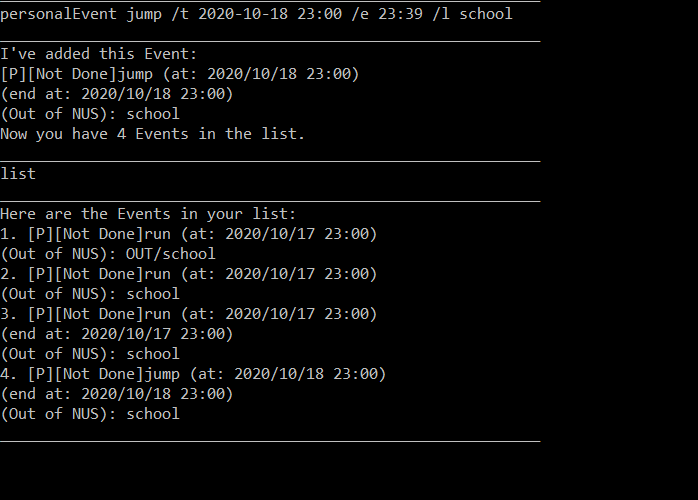 personalEvent jump /t 2020-10-18 23:00 /e 23:39 /l school
I've added this Event:
[P][Not Done]jump (at: 2020/10/18 23:00)
(end at: 2020/10/18 23:00)
(Out of NUS): school
Now you have 4 Events in the list.
list
Here are the Events in your list:
1. [P][Not Done]run (at: 2020/10/17 23:00)
(Out of NUS): OUT/school
2. [P][Not Done]run (at: 2020/10/17 23:00)
(Out of NUS): school
3. [P][Not Done]run (at: 2020/10/17 23:00)
(end at: 2020/10/17 23:00)
(Out of NUS): school
4. [P][Not Done]jump (at: 2020/10/18 23:00)
(end at: 2020/10/18 23:00)
(Out of NUS): school